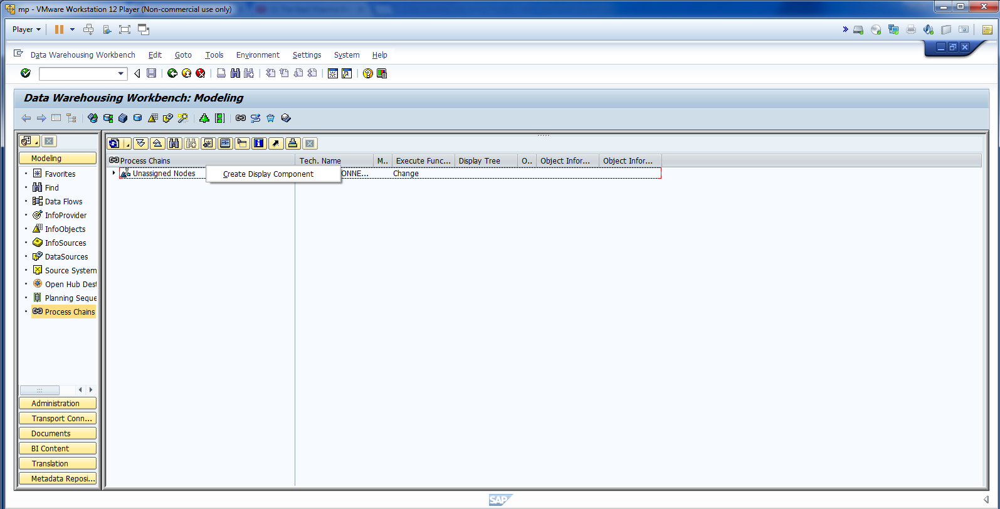 mp - VMware Workstation 12 Player (Non-commercial use only)
Player
Data Warehousing Workbench Edit Goto Tools Environment Settings System Help
Data Warehousing Workbench: Modeling
Modeling
Favorites
Find
Data Flows
InfoProvider
InfoObjects
InfoSources
DataSources
Source System
Open Hub Dest
Planning Seque
Process Chains
Administration
Transport Conn...
Documents
BI Content
Translation
Metadata Reposi...
Process Chains Tech. Name M.. Execute Func... Display Tree O.. Object Infor... Object Infor...
Unassigned Nodes ONNE... Change
Create Display Component
SAP